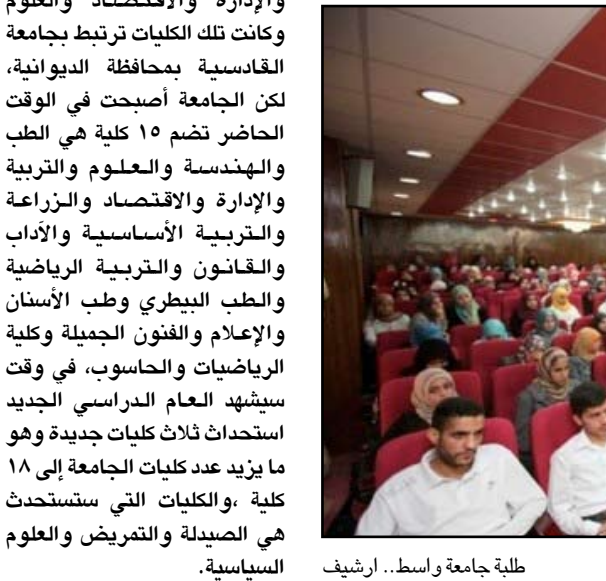 والإدارة والاقتصاد والعلوم
وكانت تلك الكليات ترتبط بجامعة
القادسية بمحافظة الديوانية،
لكن الجامعة أصبحت في الوقت
الحاضر تضم ١٥ كلية هي الطب
والهندسة والعلوم والتربية
والإدارة والاقتصاد والزراعة
والتربية الأساسية والآداب
والقانون والتربية الرياضية
والطب البيطري وطب الأسنان
والإعلام والفنون الجميلة وكلية
الرياضيات والحاسوب، في وقت
سيشهد العام الدراسي الجديد
استحداث ثلاث كليات جديدة وهو
ما يزيد عدد كليات الجامعة إلى ١٨
كلية ،والكليات التي ستستحدث
هي الصيدلة والتمريض والعلوم
السياسية.
طلبة جامعة واسط.. ارشيف